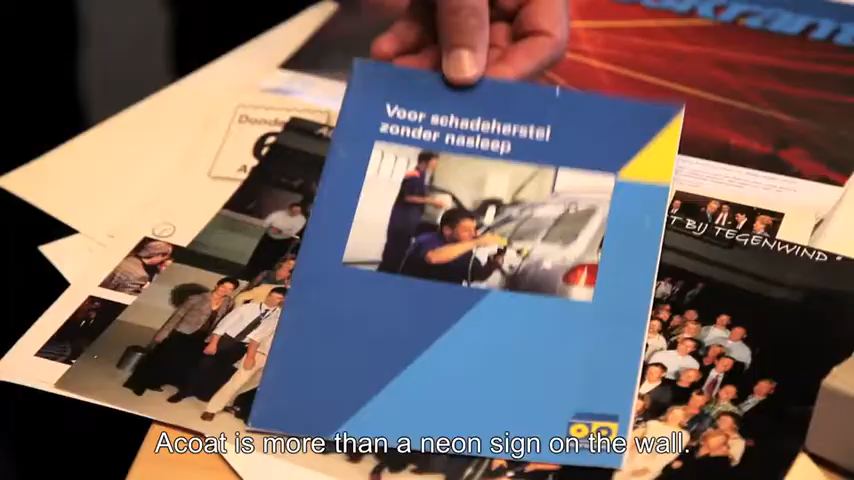 Voor schadeherstel
zonder nasleep
BIJ TEGENWIND
Acoat is more than a neon sign on the wall.